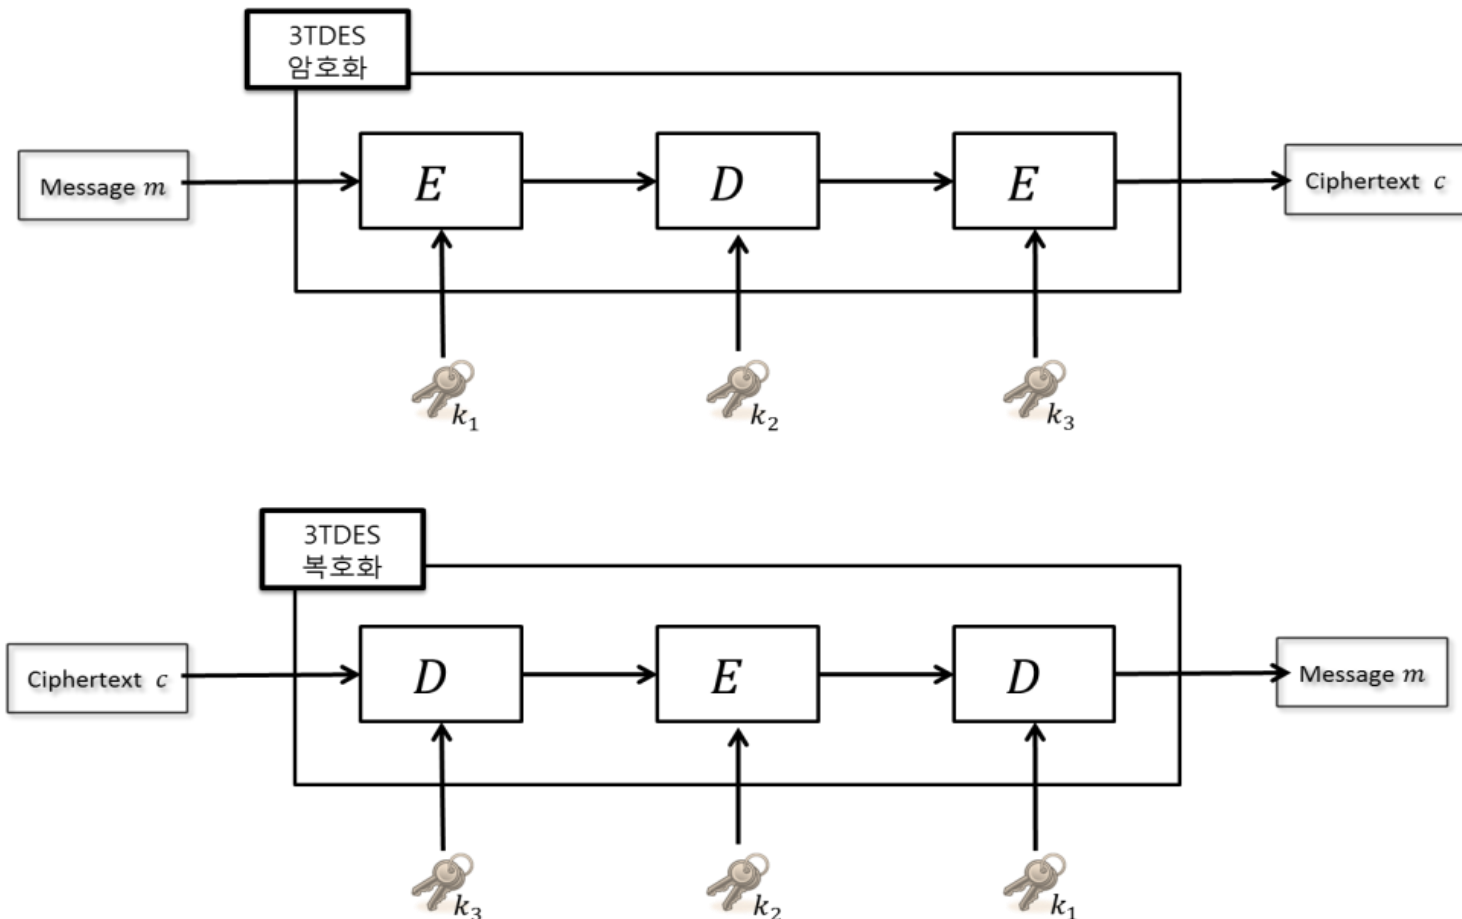 3TDES
암호화
Message m
E
D
E
Ciphertext c
k₁
k₂
k₃
3TDES
복호화
Ciphertext c
D
E
D
Message m
k₃
k₂
k₁